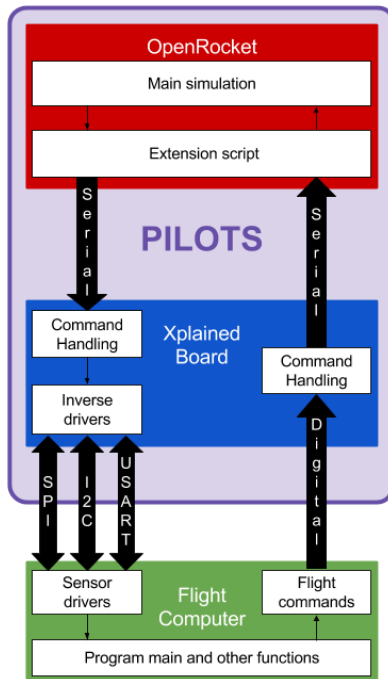 OpenRocket
Main simulation
Extension script
Serial
Serial
PILOTS
Xplained
Board
Command
Handling
Command
Handling
Inverse
drivers
SPI
I2C
USART
Digital
Sensor
drivers
Flight
Computer
Flight
commands
Program main and other functions